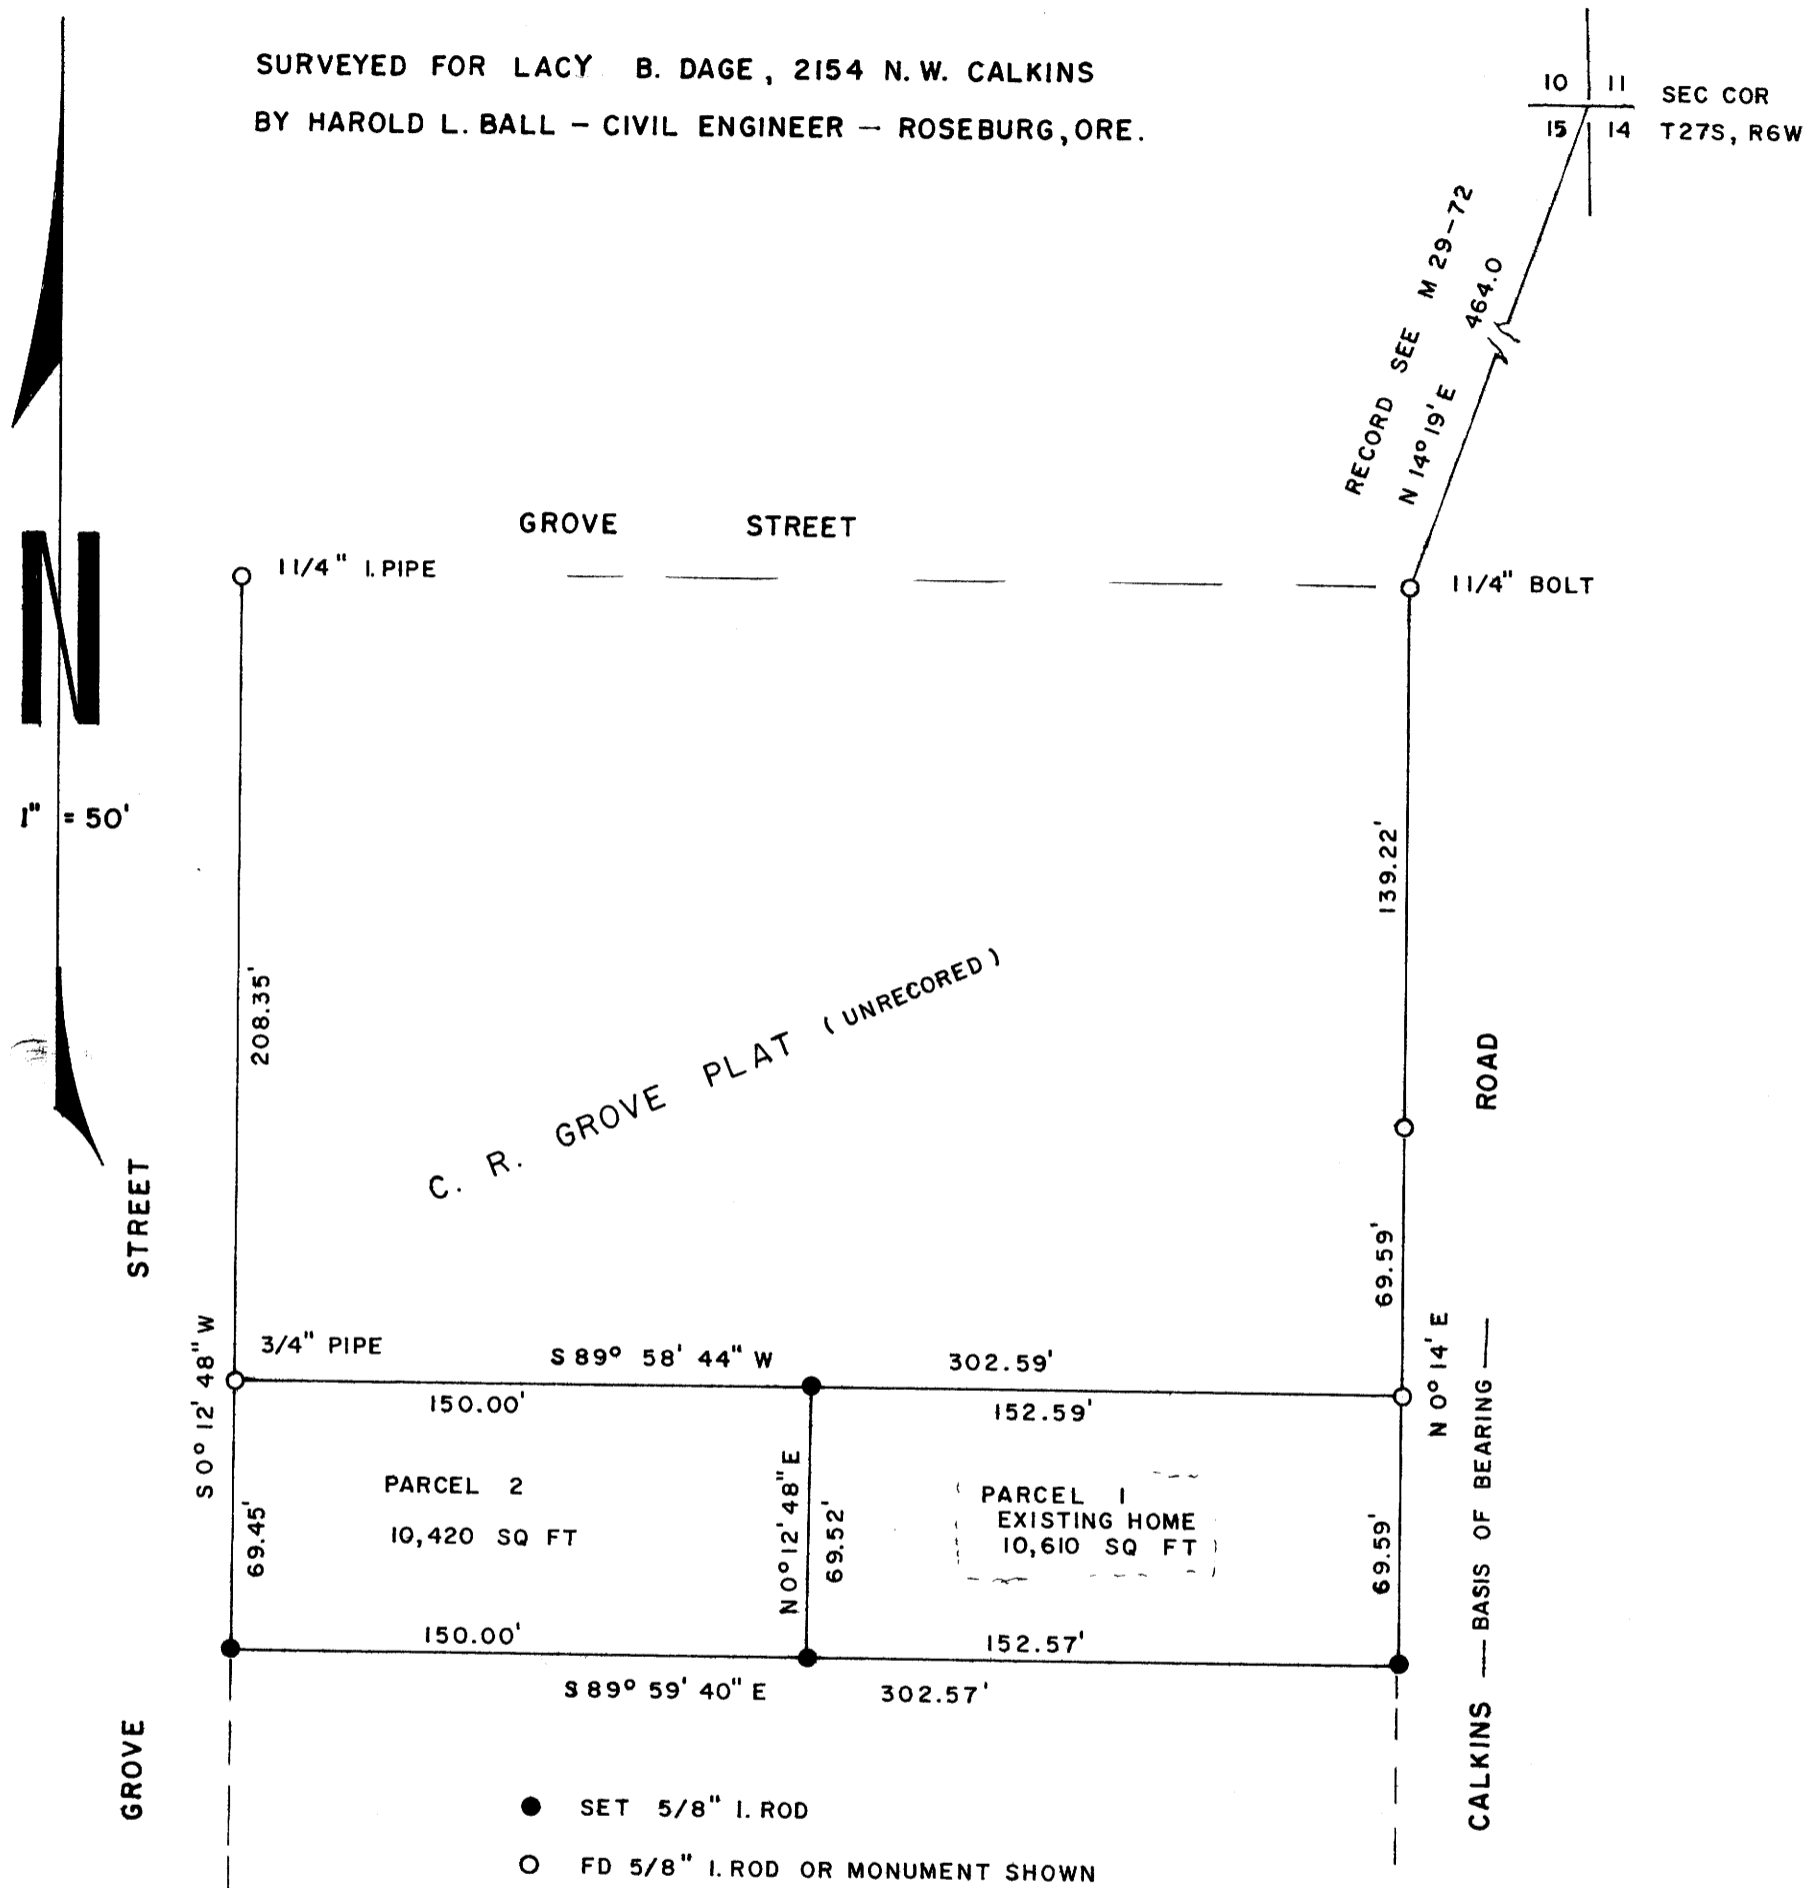 SURVEYED FOR LACY B. DAGE, 2154 N.W. CALKINS
BY HAROLD L. BALL – CIVIL ENGINEER – ROSEBURG, ORE.
10 11
SEC COR
15 14
T27S, R6W
RECORD SEE M 29-72
N 14° 19' E 464.0
GROVE STREET
1 1/4" I. PIPE
1 1/4" BOLT
N
1" = 50'
139.22'
208.35'
C. R. GROVE PLAT (UNRECORED)
ROAD
STREET
69.59'
S 0° 12' 48" W
3/4" PIPE
S 89° 58' 44" W
302.59'
N 0° 14' E
150.00'
152.59'
PARCEL 2
10,420 SQ FT
69.45'
N 0° 12' 48" E
69.52'
PARCEL 1
EXISTING HOME
10,610 SQ FT
69.59'
BASIS OF BEARING
150.00'
152.57'
S 89° 59' 40" E
302.57'
GROVE
CALKINS
SET 5/8" I. ROD
FD 5/8" I. ROD OR MONUMENT SHOWN